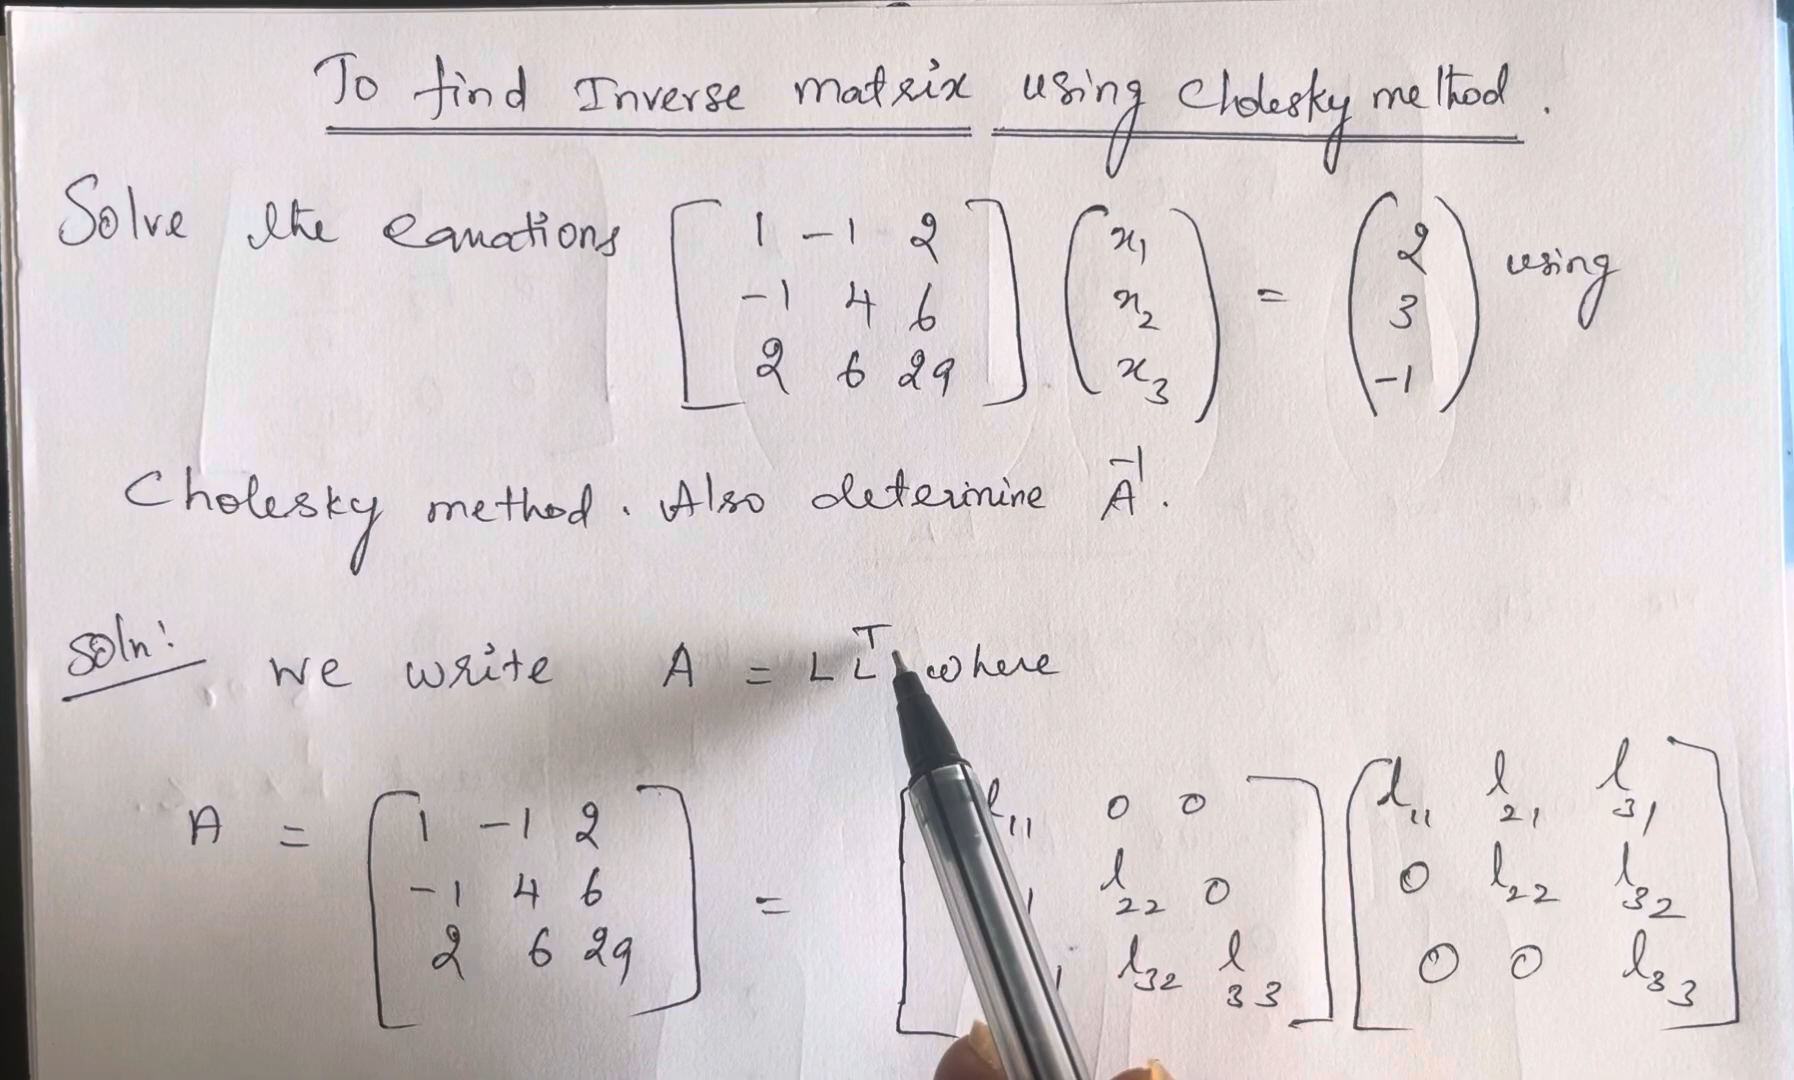 To find Inverse matrix using Cholesky method.
Solve the equations [ 1 -1 2 ; -1 4 6 ; 2 6 29 ] ( x₁ ; x₂ ; x₃ ) = ( 2 ; 3 ; -1 ) using
Cholesky method. Also determine A⁻¹.
Soln: We write A = L Lᵀ where
A = [ 1 -1 2 ; -1 4 6 ; 2 6 29 ] = [ l₁₁ 0 0 ; l₂₂ 0 ; l₃₂ l₃₃ ] [ l₁₁ l₂₁ l₃₁ ; 0 l₂₂ l₃₂ ; 0 0 l₃₃ ]